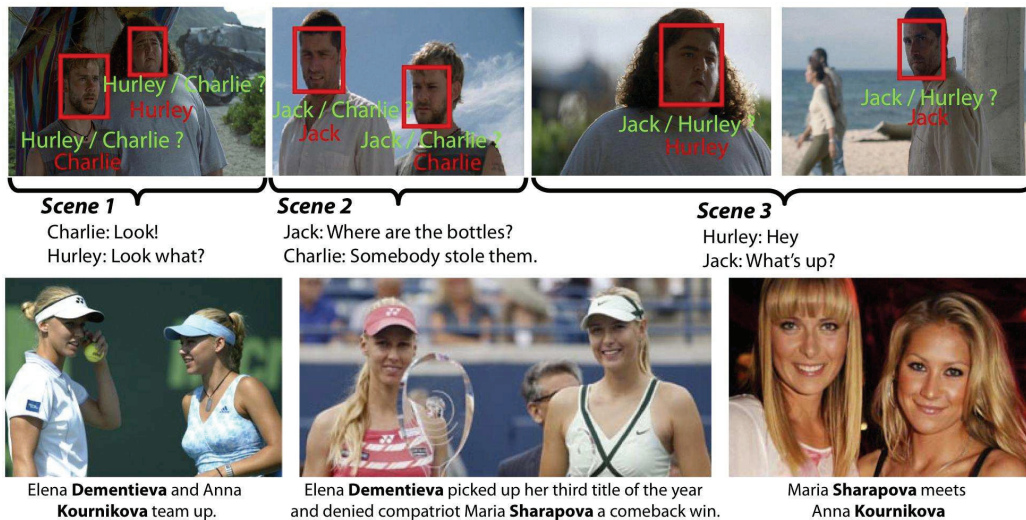 Hurley / Charlie ?
Hurley
Hurley / Charlie ?
Charlie
Jack / Charlie ?
Jack
Jack / Charlie ?
Charlie
Jack / Hurley ?
Hurley
Jack / Hurley ?
Jack
Scene 1
Charlie: Look!
Hurley: Look what?
Scene 2
Jack: Where are the bottles?
Charlie: Somebody stole them.
Scene 3
Hurley: Hey
Jack: What's up?
Elena Dementieva and Anna
Kournikova team up.
Elena Dementieva picked up her third title of the year
and denied compatriot Maria Sharapova a comeback win.
Maria Sharapova meets
Anna Kournikova